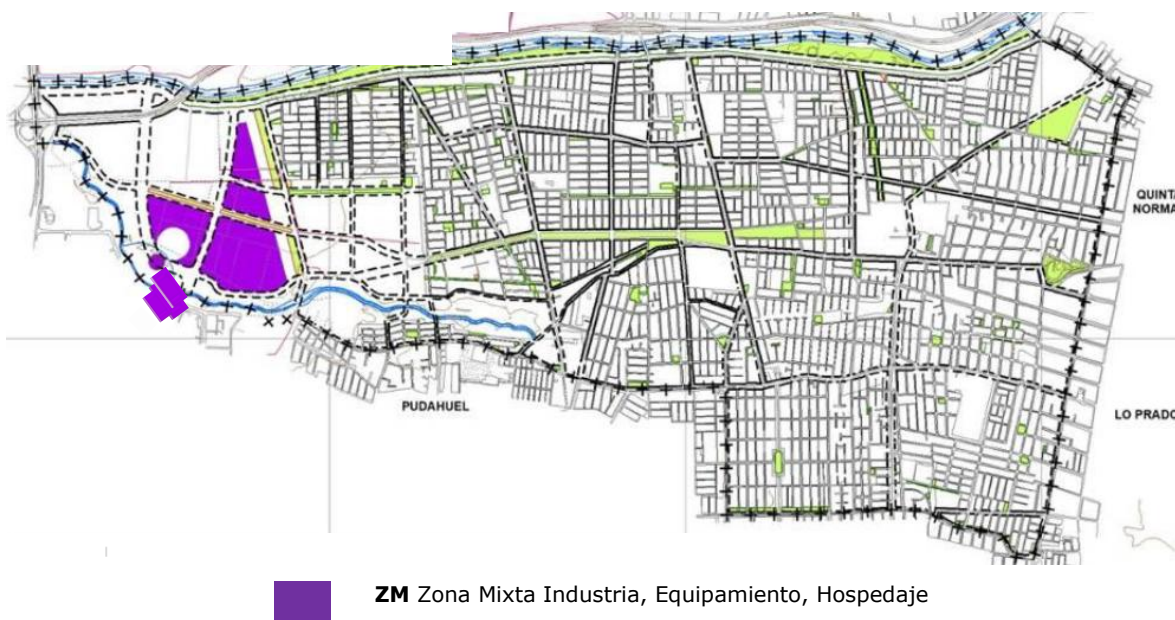 QUINTA
NORMA
PUDAHUEL
LO PRADO
ZM Zona Mixta Industria, Equipamiento, Hospedaje